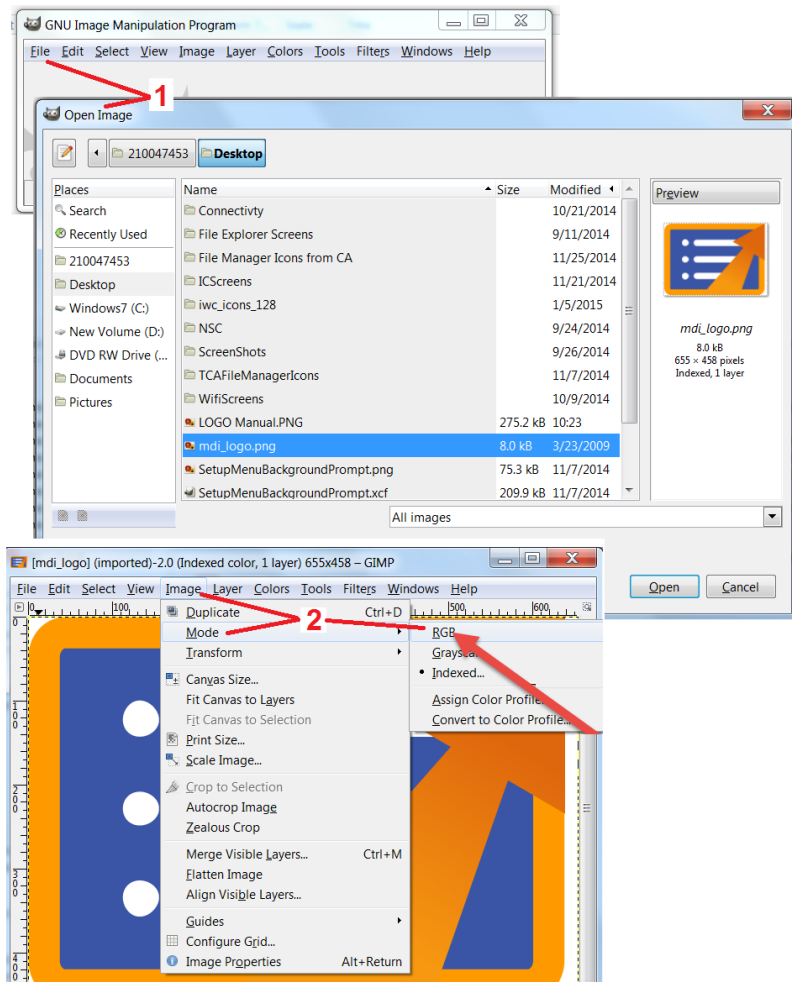 GNU Image Manipulation Program
File Edit Select View Image Layer Colors Tools Filters Windows Help
1
Open Image
210047453 Desktop
Places Name Size Modified Preview
Search Connectivty 10/21/2014
Recently Used File Explorer Screens 9/11/2014
210047453 File Manager Icons from CA 11/25/2014
Desktop ICScreens 11/21/2014
Windows7 (C:) iwc_icons_128 1/5/2015
New Volume (D:) NSC 9/24/2014 mdi_logo.png
DVD RW Drive (... ScreenShots 9/26/2014 8.0 kB
655 × 458 pixels
Documents TCAFileManagerIcons 11/7/2014 Indexed, 1 layer
Pictures WifiScreens 10/9/2014
LOGO Manual.PNG 275.2 kB 10:23
mdi_logo.png 8.0 kB 3/23/2009
SetupMenuBackgroundPrompt.png 75.3 kB 11/7/2014
SetupMenuBackgroundPrompt.xcf 209.9 kB 11/7/2014
All images
Open Cancel
[mdi_logo] (imported)-2.0 (Indexed color, 1 layer) 655x458 – GIMP
File Edit Select View Image Layer Colors Tools Filters Windows Help
0 100 500 600
Duplicate Ctrl+D
2
Mode RGB
Transform
Indexed...
Canvas Size...
Fit Canvas to Layers Assign Color Profile...
Fit Canvas to Selection Convert to Color Profile...
Print Size...
Scale Image...
Crop to Selection
Autocrop Image
Zealous Crop
Merge Visible Layers... Ctrl+M
Flatten Image
Align Visible Layers...
Guides
Configure Grid...
Image Properties Alt+Return
0
100
200
300